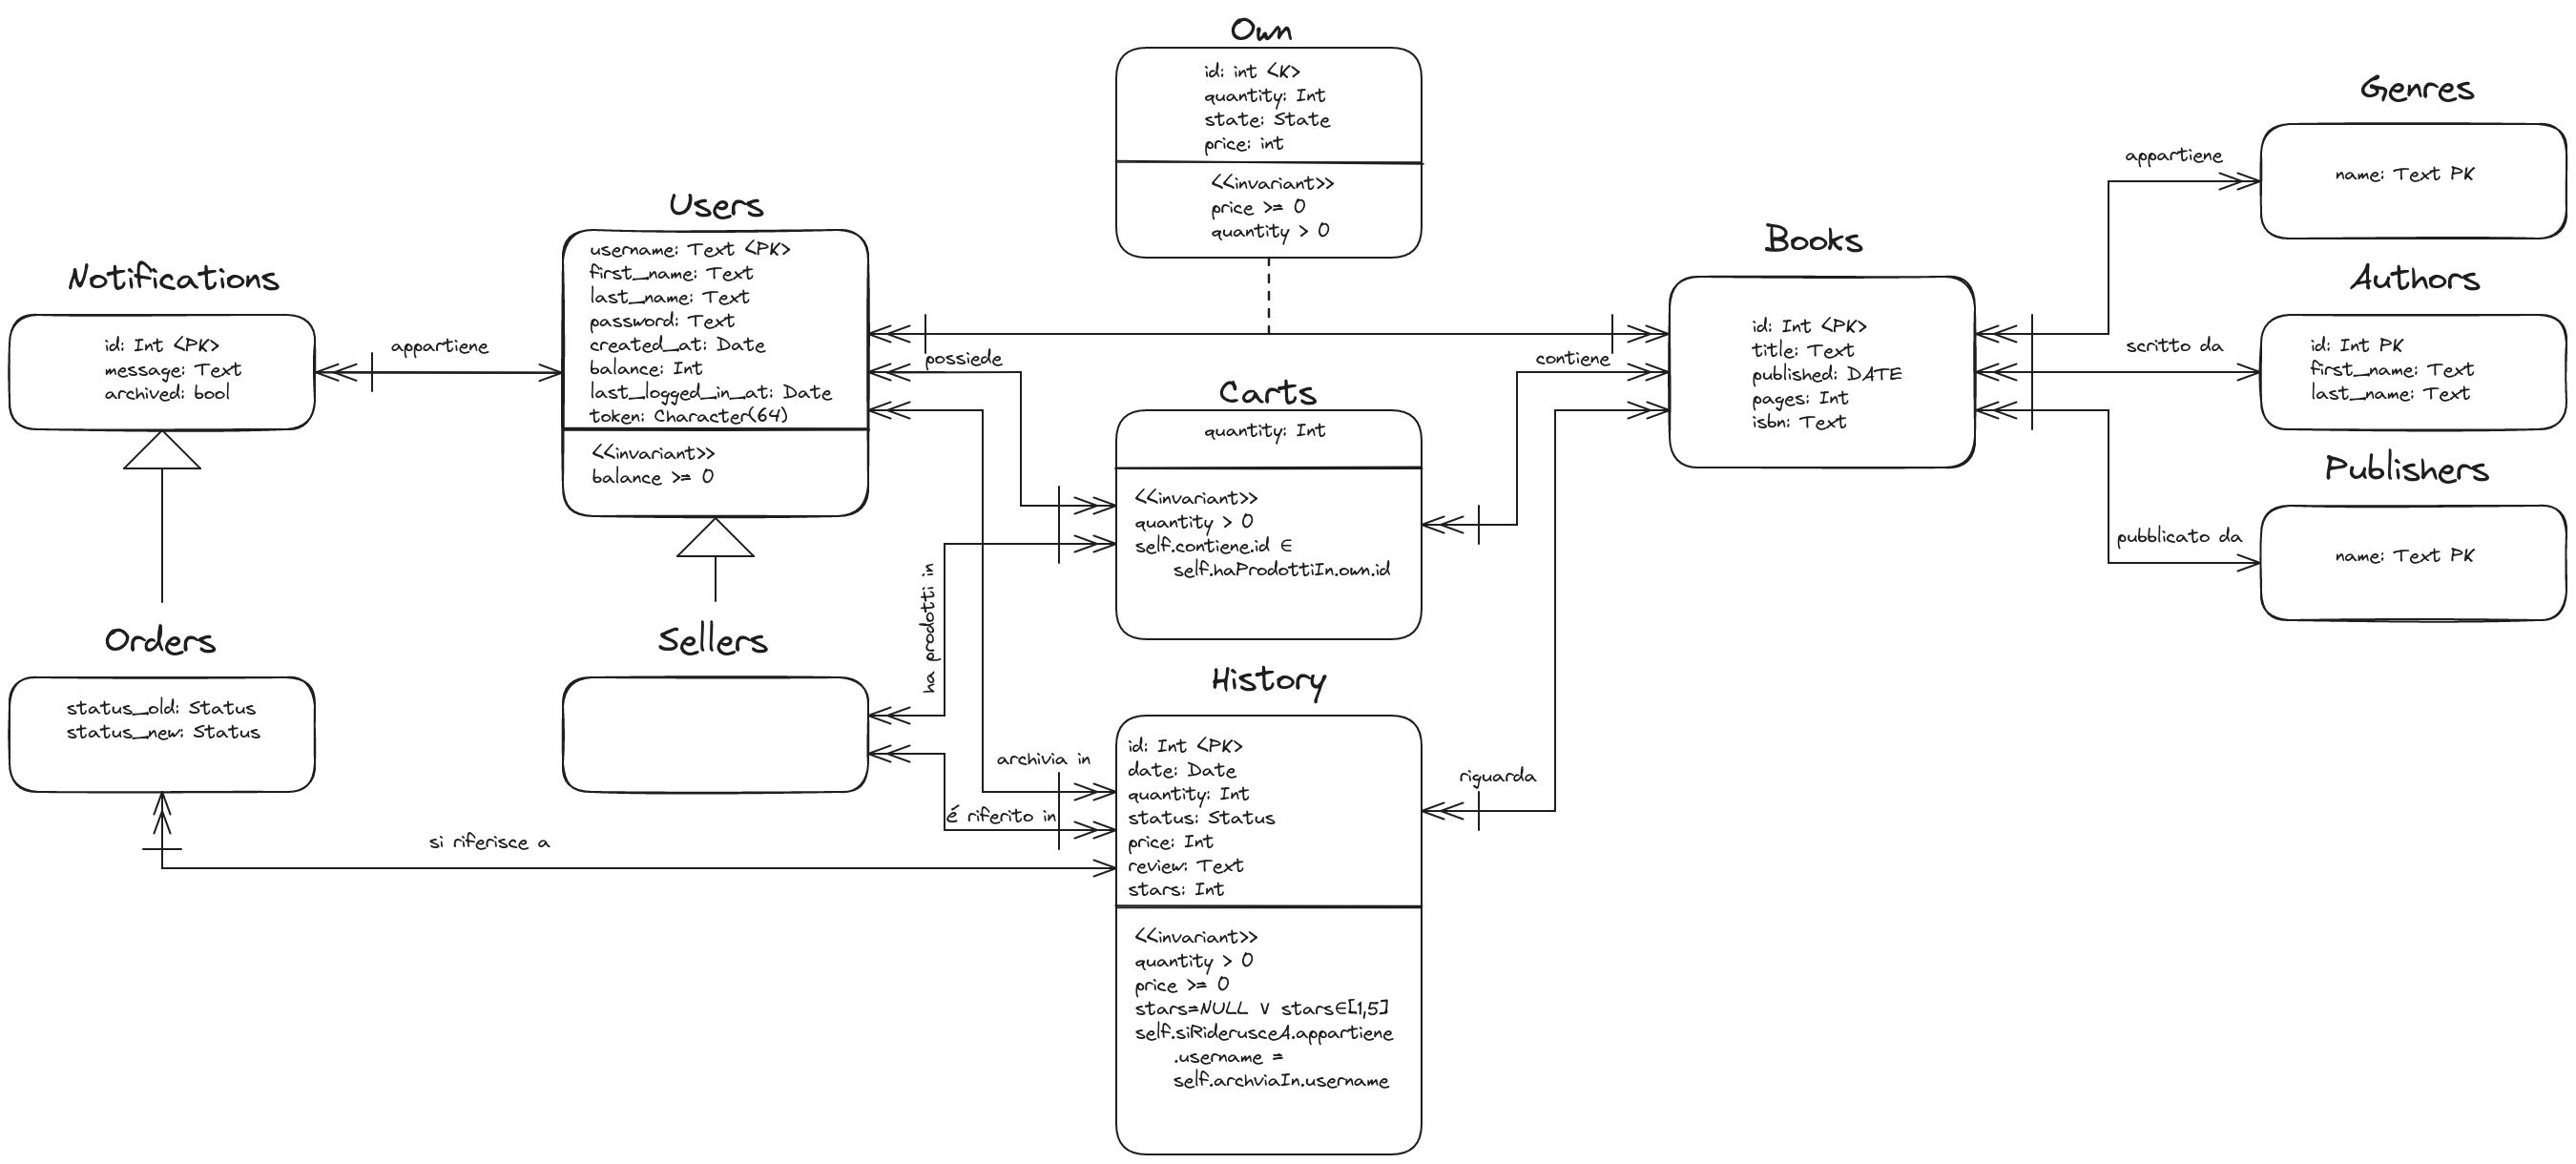 Own
id: int <K>
quantity: Int
state: State
price: int
<<invariant>>
price >= 0
quantity > 0
Genres
name: Text PK
appartiene
Users
username: Text <PK>
first_name: Text
last_name: Text
password: Text
created_at: Date
balance: Int
last_logged_in_at: Date
token: Character(64)
<<invariant>>
balance >= 0
Books
id: Int <PK>
title: Text
published: DATE
pages: Int
isbn: Text
Notifications
id: Int <PK>
message: Text
archived: bool
appartiene
Authors
id: Int PK
first_name: Text
last_name: Text
scritto da
possiede
contiene
Carts
quantity: Int
<<invariant>>
quantity > 0
self.contiene.id ∈
self.haProdottiIn.own.id
Publishers
name: Text PK
pubblicato da
ha prodotti in
Orders
status_old: Status
status_new: Status
Sellers
History
id: Int <PK>
date: Date
quantity: Int
status: Status
price: Int
review: Text
stars: Int
<<invariant>>
quantity > 0
price >= 0
stars=NULL ∨ stars∈[1,5]
self.siRiderusceA.appartiene
.username =
self.archviaIn.username
archivia in
é riferito in
riguarda
si riferisce a